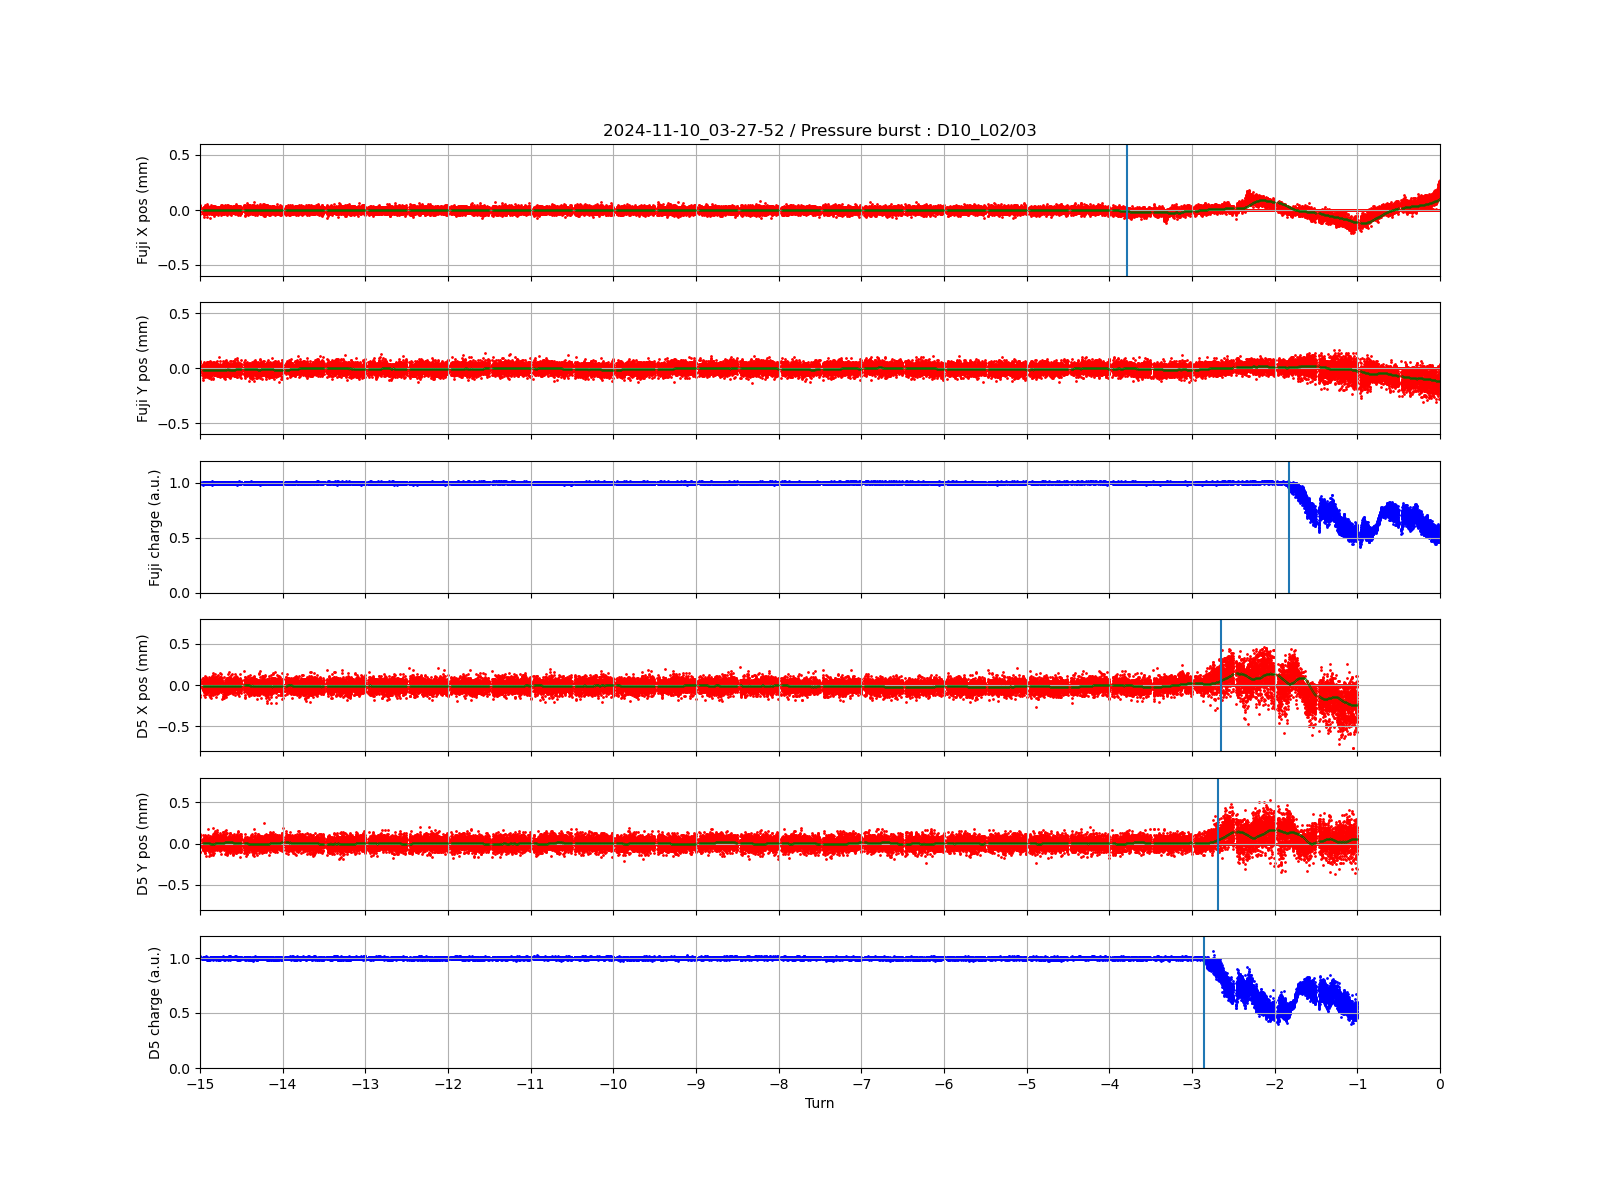 2024-11-10_03-27-52 / Pressure burst : D10_L02/03
Fuji X pos (mm)
0.5
0.0
−0.5
Fuji Y pos (mm)
0.5
0.0
−0.5
Fuji charge (a.u.)
1.0
0.5
0.0
D5 X pos (mm)
0.5
0.0
−0.5
D5 Y pos (mm)
0.5
0.0
−0.5
D5 charge (a.u.)
1.0
0.5
0.0
−15 −14 −13 −12 −11 −10 −9 −8 −7 −6 −5 −4 −3 −2 −1 0
Turn